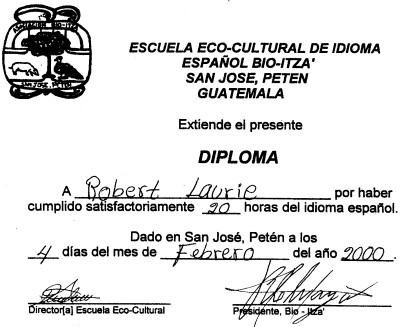 ASOCIACION BIO-ITZA
SAN JOSE, PETEN
ESCUELA ECO-CULTURAL DE IDIOMA
ESPAÑOL BIO-ITZA'
SAN JOSE, PETEN
GUATEMALA
Extiende el presente
DIPLOMA
A Robert Laurie por haber
cumplido satisfactoriamente 20 horas del idioma español.
Dado en San José, Petén a los
4 días del mes de Febrero del año 2000.
Director[a] Escuela Eco-Cultural
Presidente, Bio - Itza'